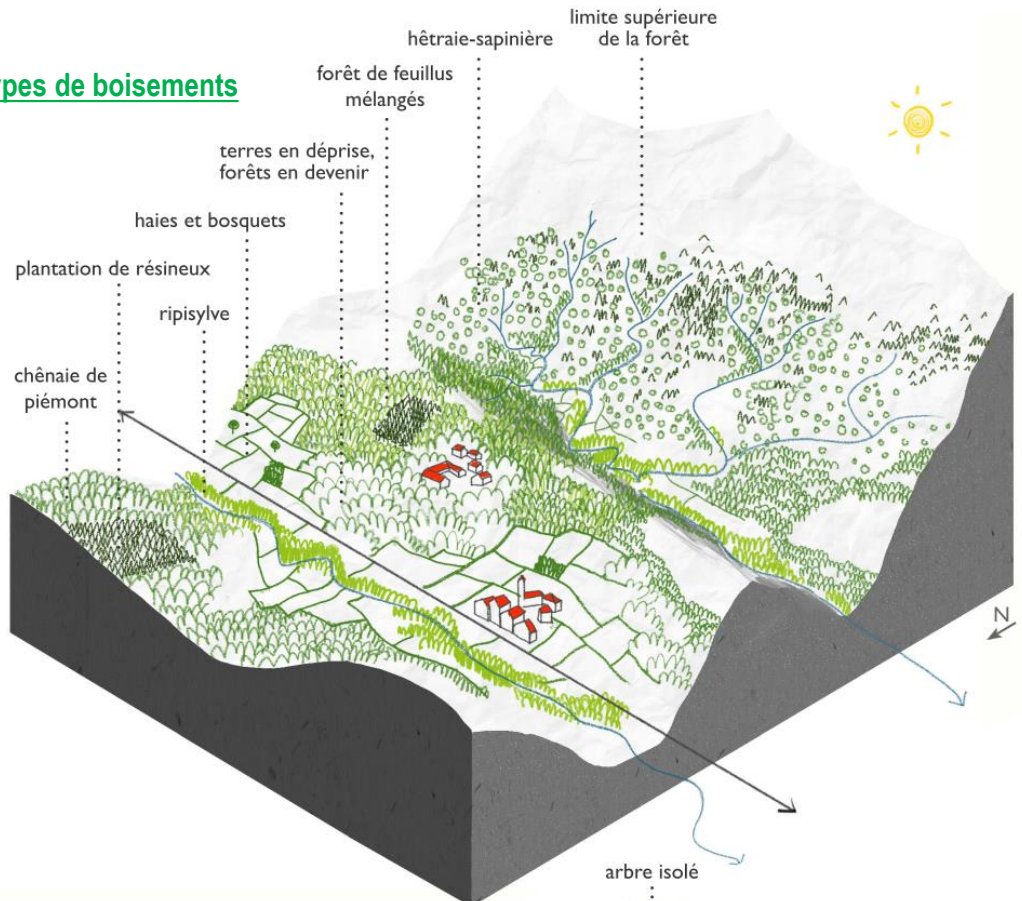 limite supérieure
de la forêt
hêtraie-sapinière
forêt de feuillus
mélangés
ypes de boisements
terres en déprise,
forêts en devenir
haies et bosquets
plantation de résineux
ripisylve
chênaie de
piémont
N
arbre isolé